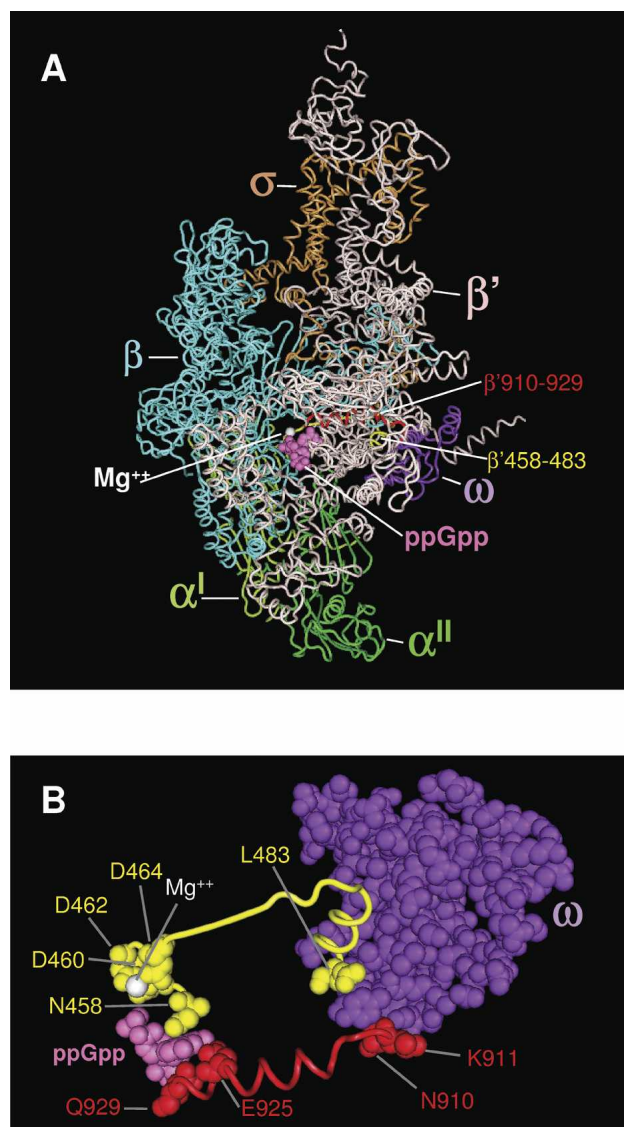 A
σ
β'
β
β'910-929
β'458-483
Mg++
ω
ppGpp
αI
αII
B
L483
D464
Mg++
D462
ω
D460
N458
ppGpp
K911
Q929
E925
N910